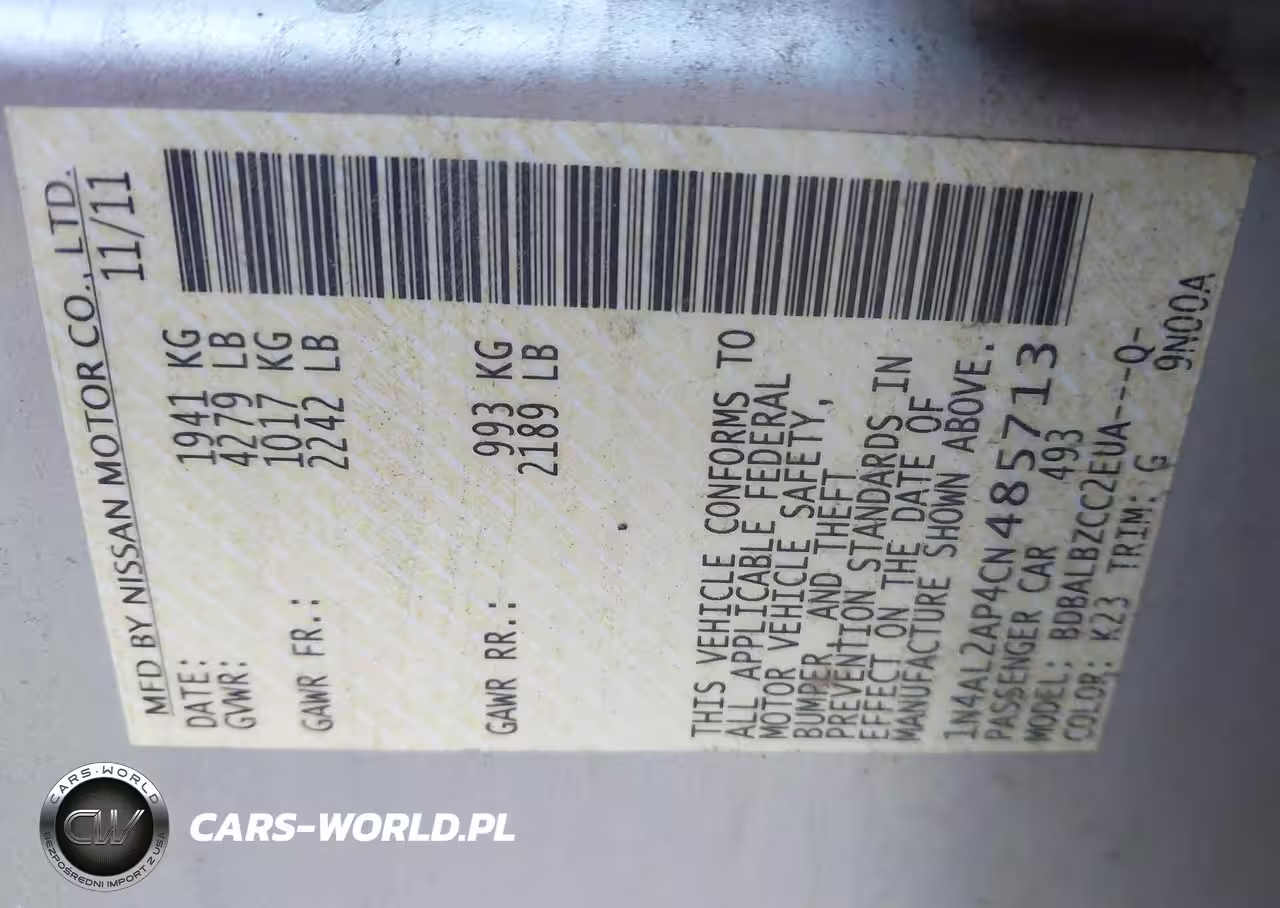 MFD BY NISSAN MOTOR CO., LTD.
DATE: 11/11
GVWR: 1941 KG
4279 LB
GAWR FR.: 1017 KG
2242 LB
GAWR RR.: 993 KG
2189 LB
THIS VEHICLE CONFORMS TO
ALL APPLICABLE FEDERAL
MOTOR VEHICLE SAFETY,
BUMPER, AND THEFT
PREVENTION STANDARDS IN
EFFECT ON THE DATE OF
MANUFACTURE SHOWN ABOVE.
1N4AL2AP4CN485713
PASSENGER CAR 493
MODEL: BDBALBZCC2EUA---Q-
COLOR: K23 TRIM: G 9N00A
CARS-WORLD
CW
BEZPOŚREDNI IMPORT Z USA
CARS-WORLD.PL